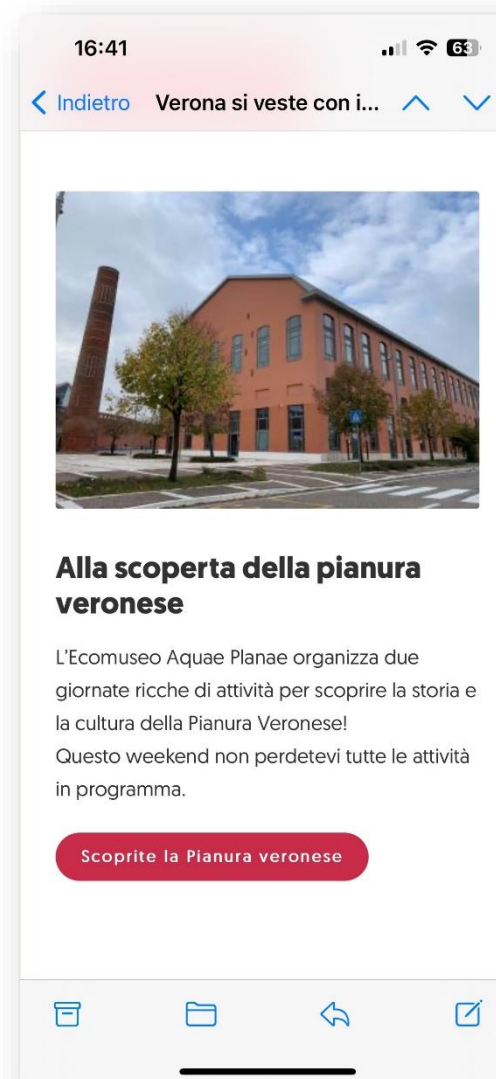 16:41
63
Indietro Verona si veste con i...
Alla scoperta della pianura
veronese
L'Ecomuseo Aquae Planae organizza due
giornate ricche di attività per scoprire la storia e
la cultura della Pianura Veronese!
Questo weekend non perdetevi tutte le attività
in programma.
Scoprite la Pianura veronese